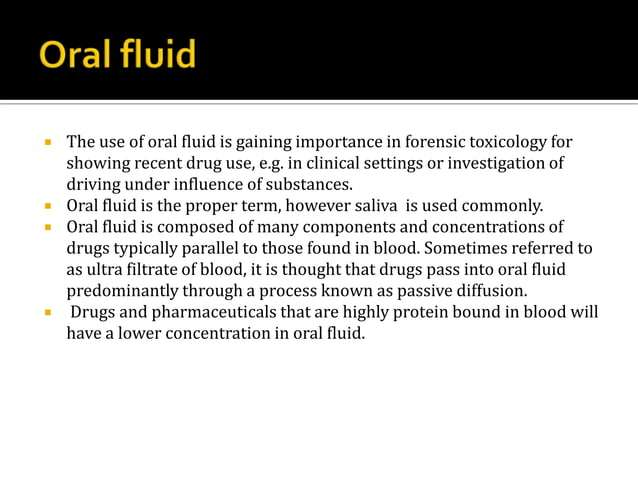 Oral fluid
The use of oral fluid is gaining importance in forensic toxicology for
showing recent drug use, e.g. in clinical settings or investigation of
driving under influence of substances.
Oral fluid is the proper term, however saliva  is used commonly.
Oral fluid is composed of many components and concentrations of
drugs typically parallel to those found in blood. Sometimes referred to
as ultra filtrate of blood, it is thought that drugs pass into oral fluid
predominantly through a process known as passive diffusion.
Drugs and pharmaceuticals that are highly protein bound in blood will
have a lower concentration in oral fluid.